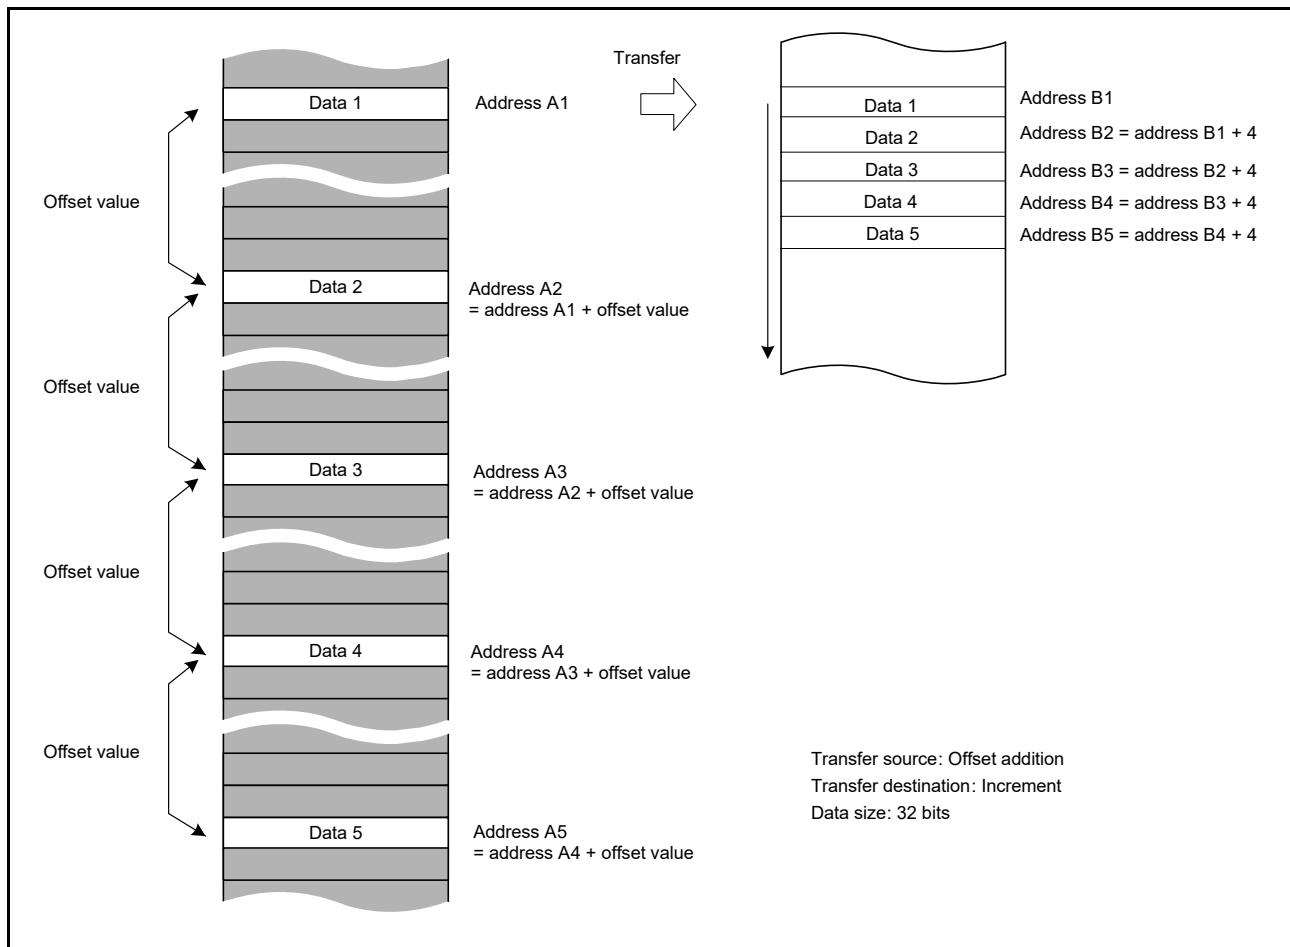 Transfer
Data 1
Address A1
Data 1
Address B1
Data 2
Address B2 = address B1 + 4
Data 3
Address B3 = address B2 + 4
Data 4
Address B4 = address B3 + 4
Data 5
Address B5 = address B4 + 4
Offset value
Data 2
Address A2
= address A1 + offset value
Offset value
Data 3
Address A3
= address A2 + offset value
Offset value
Data 4
Address A4
= address A3 + offset value
Offset value
Data 5
Address A5
= address A4 + offset value
Transfer source: Offset addition
Transfer destination: Increment
Data size: 32 bits